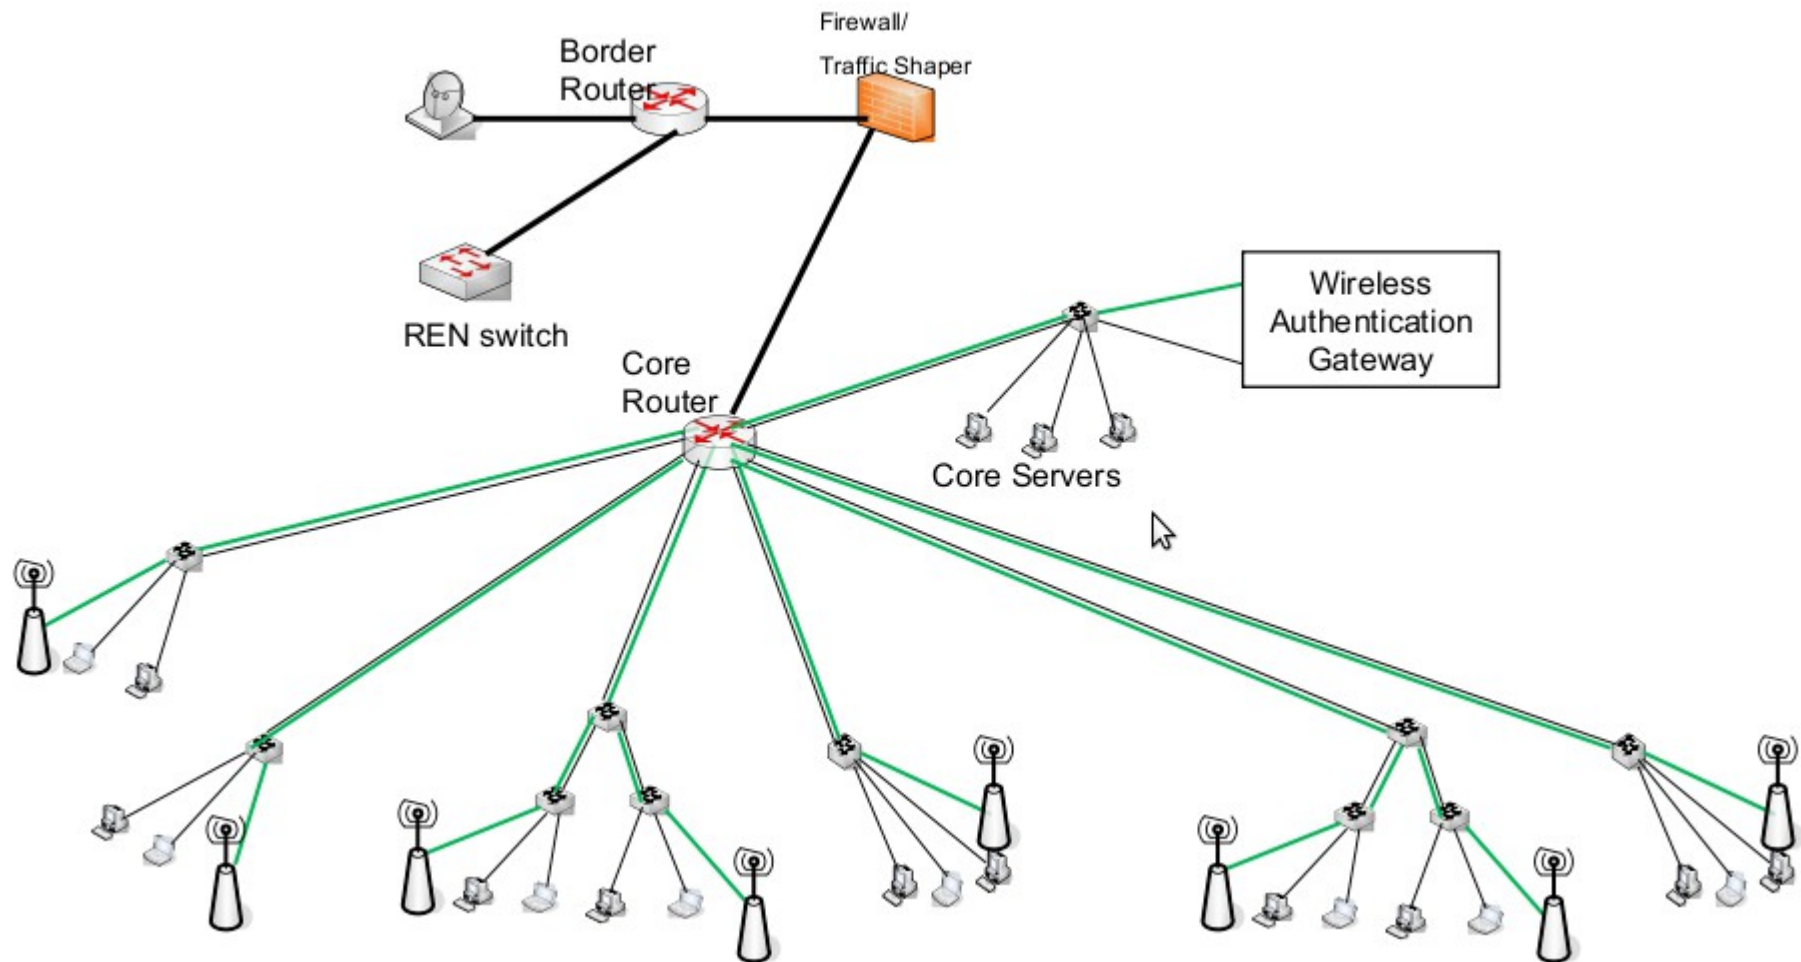 Firewall/
Traffic Shaper
Border
Router
REN switch
Wireless
Authentication
Gateway
Core
Router
Core Servers